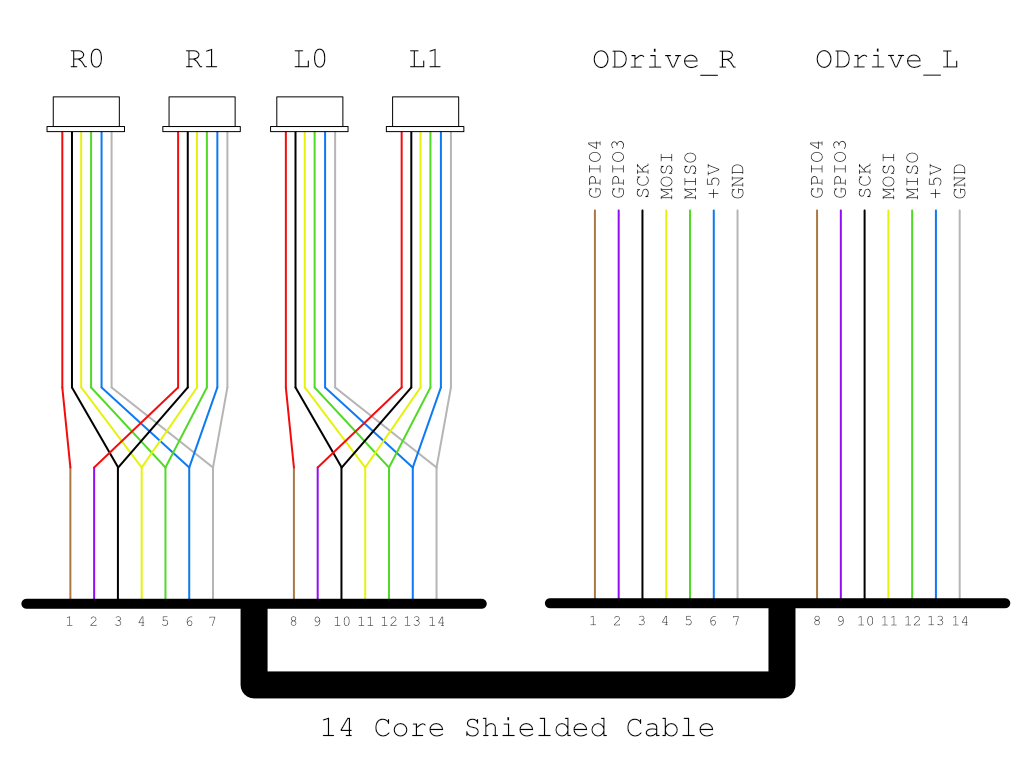 R0 R1 L0 L1 ODrive_R ODrive_L
GPIO4 GPIO3 SCK MOSI MISO +5V GND GPIO4 GPIO3 SCK MOSI MISO +5V GND
1 2 3 4 5 6 7 8 9 10 11 12 13 14 1 2 3 4 5 6 7 8 9 10 11 12 13 14
14 Core Shielded Cable